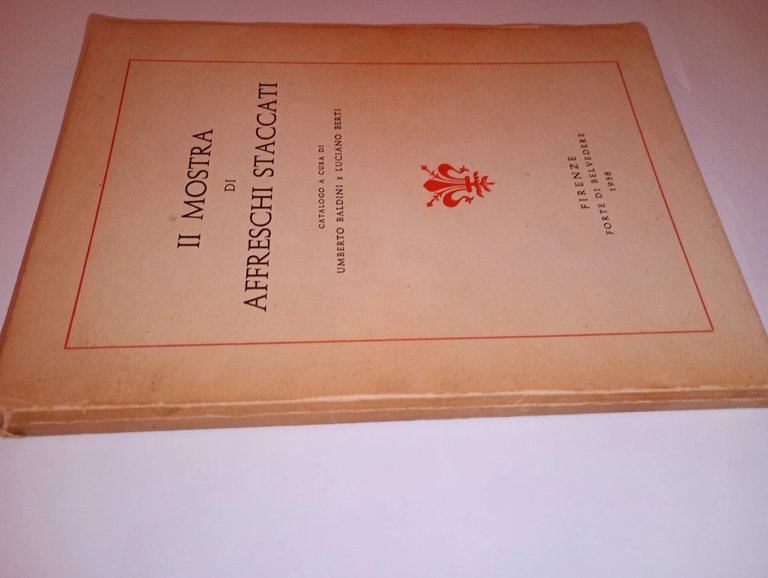 II MOSTRA
DI
AFFRESCHI STACCATI
CATALOGO A CURA DI
UMBERTO BALDINI E LUCIANO BERTI
FIRENZE
FORTE DI BELVEDERE
1958